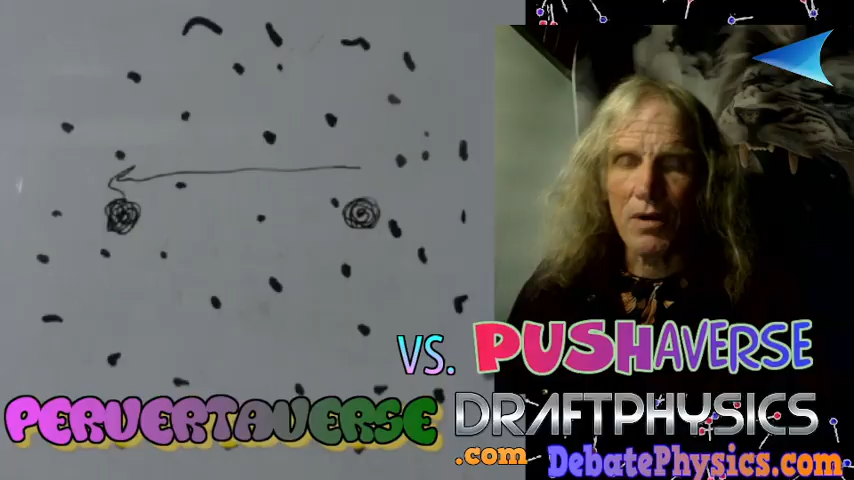 VS. PUSHAVERSE
PERVERTAVERSE DRAFTPHYSICS
.com DebatePhysics.com